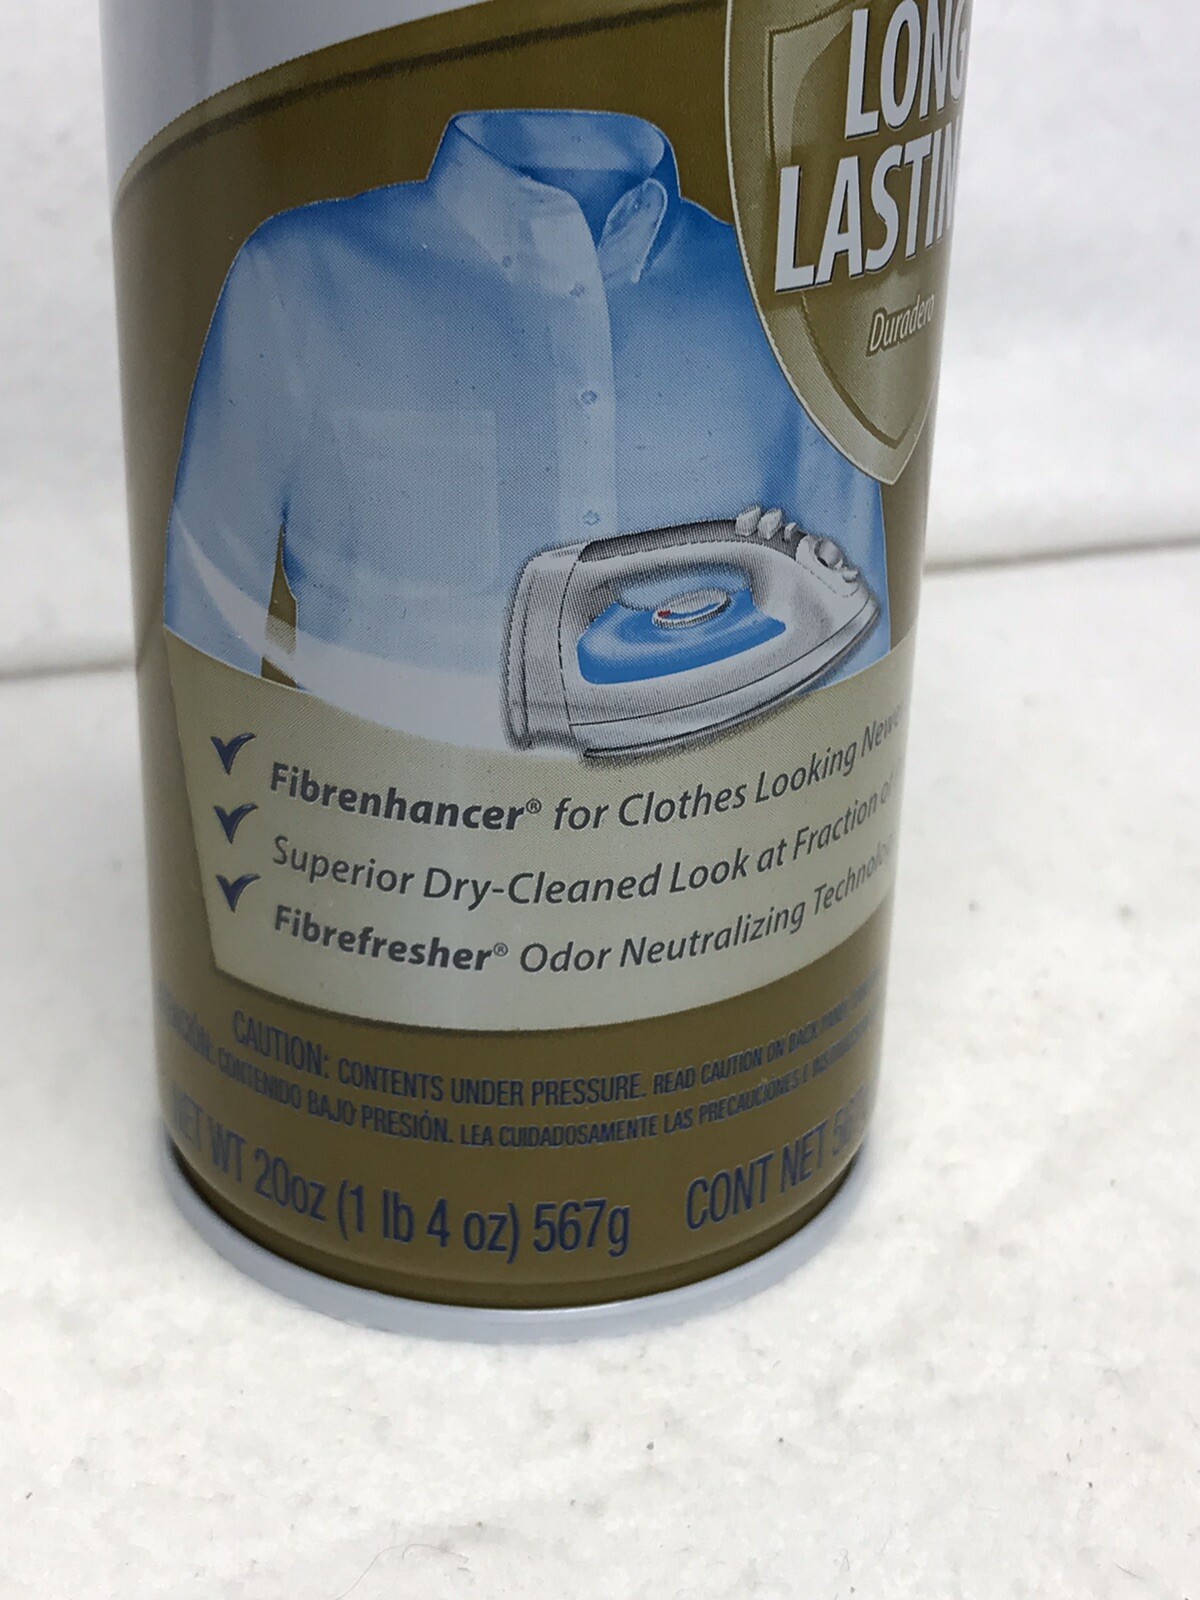 LONG
LASTIN
Duradero
Fibrenhancer® for Clothes Looking Newe
Superior Dry-Cleaned Look at Fraction of
Fibrefresher® Odor Neutralizing Technolo
CAUTION: CONTENTS UNDER PRESSURE. READ CAUTION ON BACK
CONTENIDO BAJO PRESIÓN. LEA CUIDADOSAMENTE LAS PRECAUCIONES E
NET WT 20oz (1 lb 4 oz) 567g CONT NET